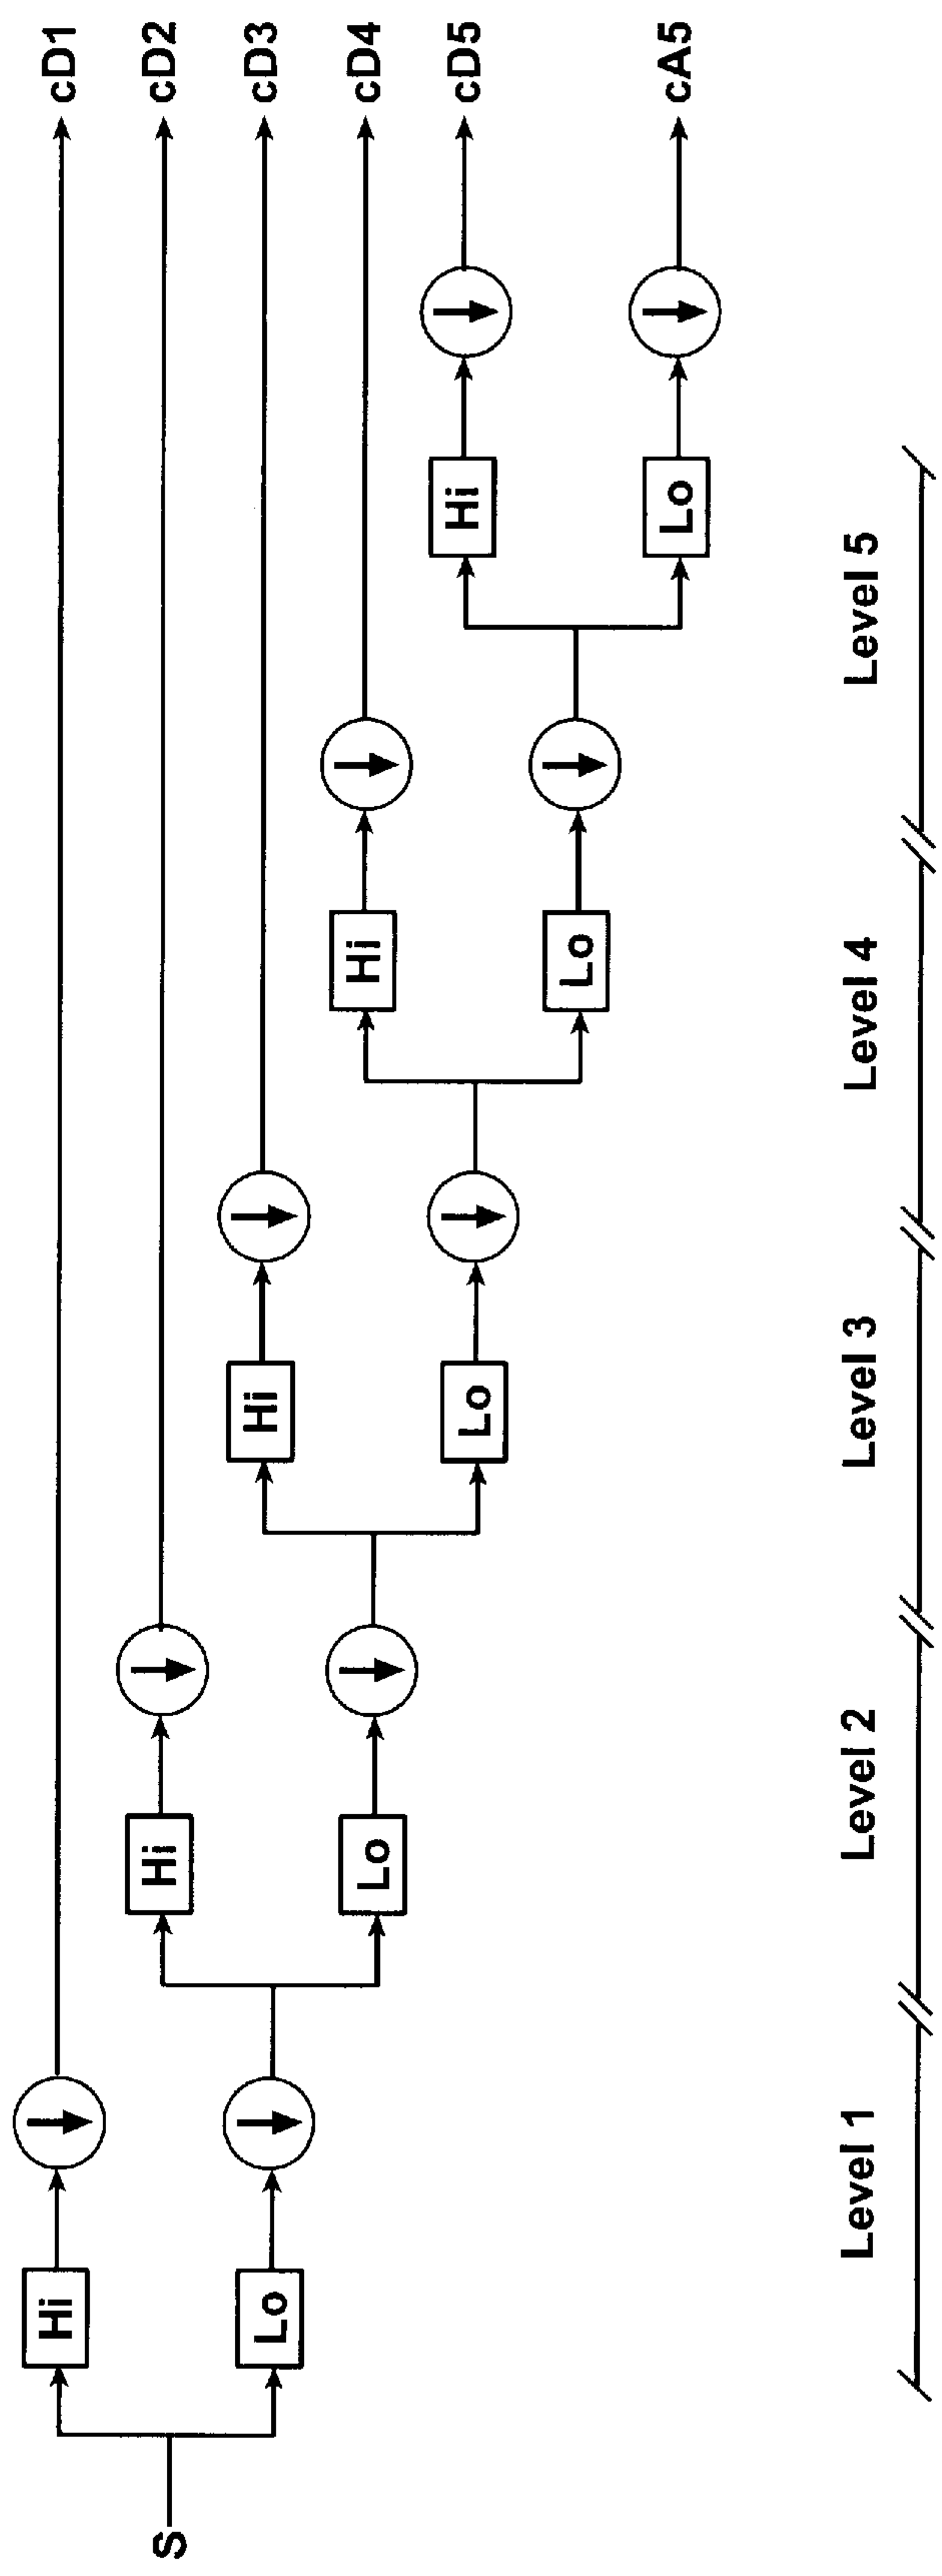 S
Hi
Lo
Hi
Lo
Hi
Lo
Hi
Lo
Hi
Lo
cD1
cD2
cD3
cD4
cD5
cA5
Level 1
Level 2
Level 3
Level 4
Level 5